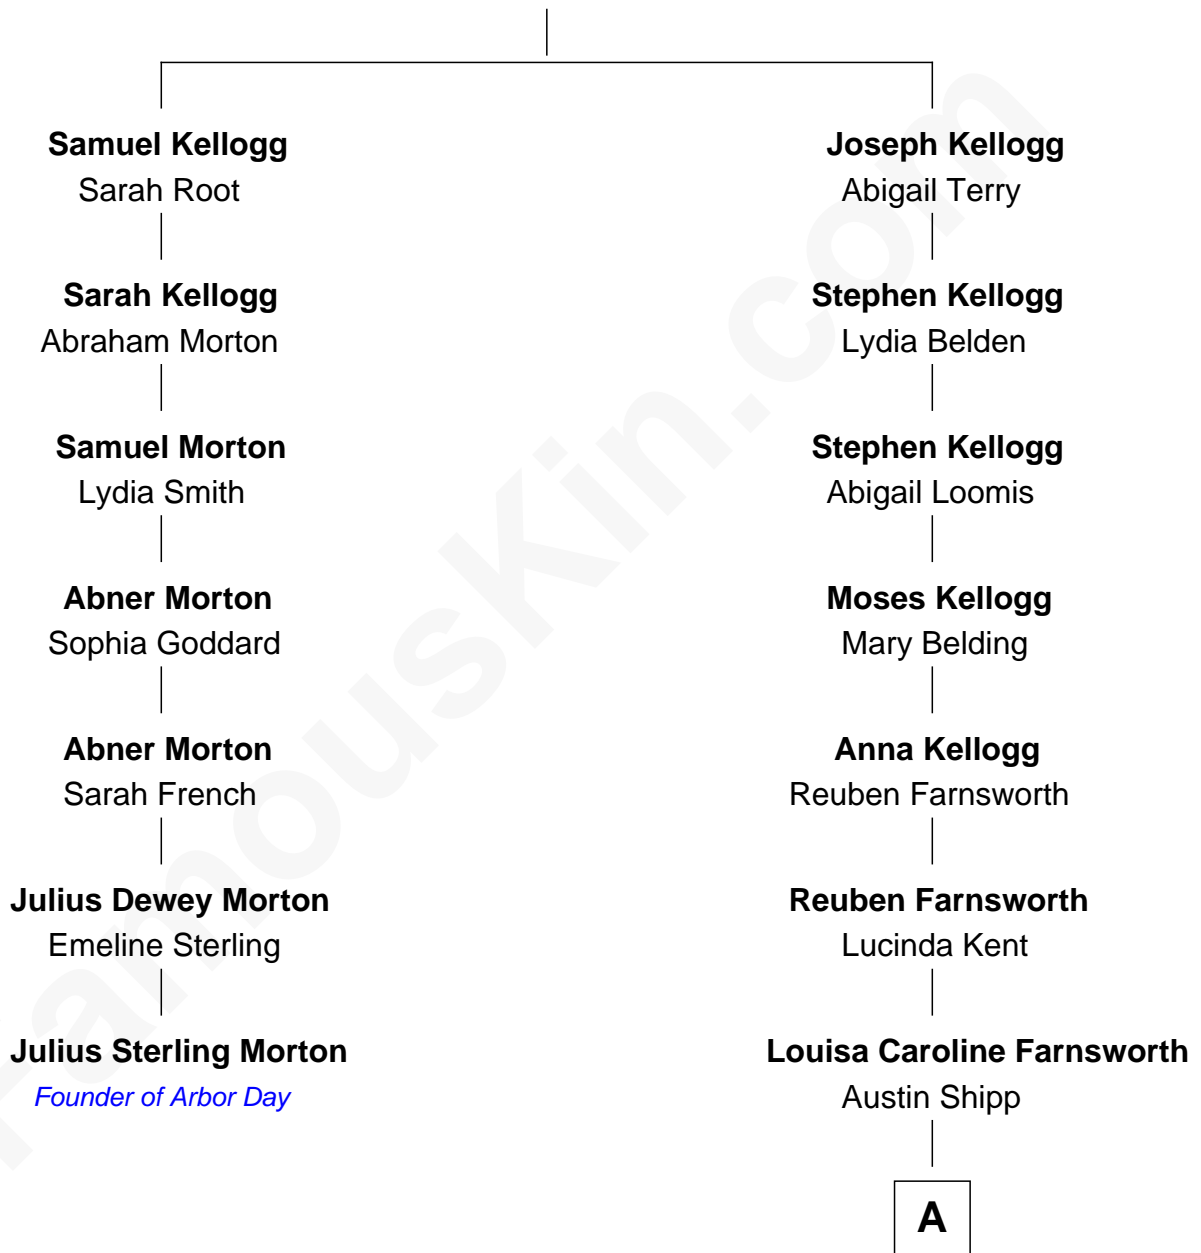 Samuel Kellogg
Sarah Root
Joseph Kellogg
Abigail Terry
Sarah Kellogg
Abraham Morton
Stephen Kellogg
Lydia Belden
Samuel Morton
Lydia Smith
Stephen Kellogg
Abigail Loomis
Abner Morton
Sophia Goddard
Moses Kellogg
Mary Belding
Abner Morton
Sarah French
Anna Kellogg
Reuben Farnsworth
Julius Dewey Morton
Emeline Sterling
Reuben Farnsworth
Lucinda Kent
Julius Sterling Morton
Founder of Arbor Day
Louisa Caroline Farnsworth
Austin Shipp
A
FamousKin.com